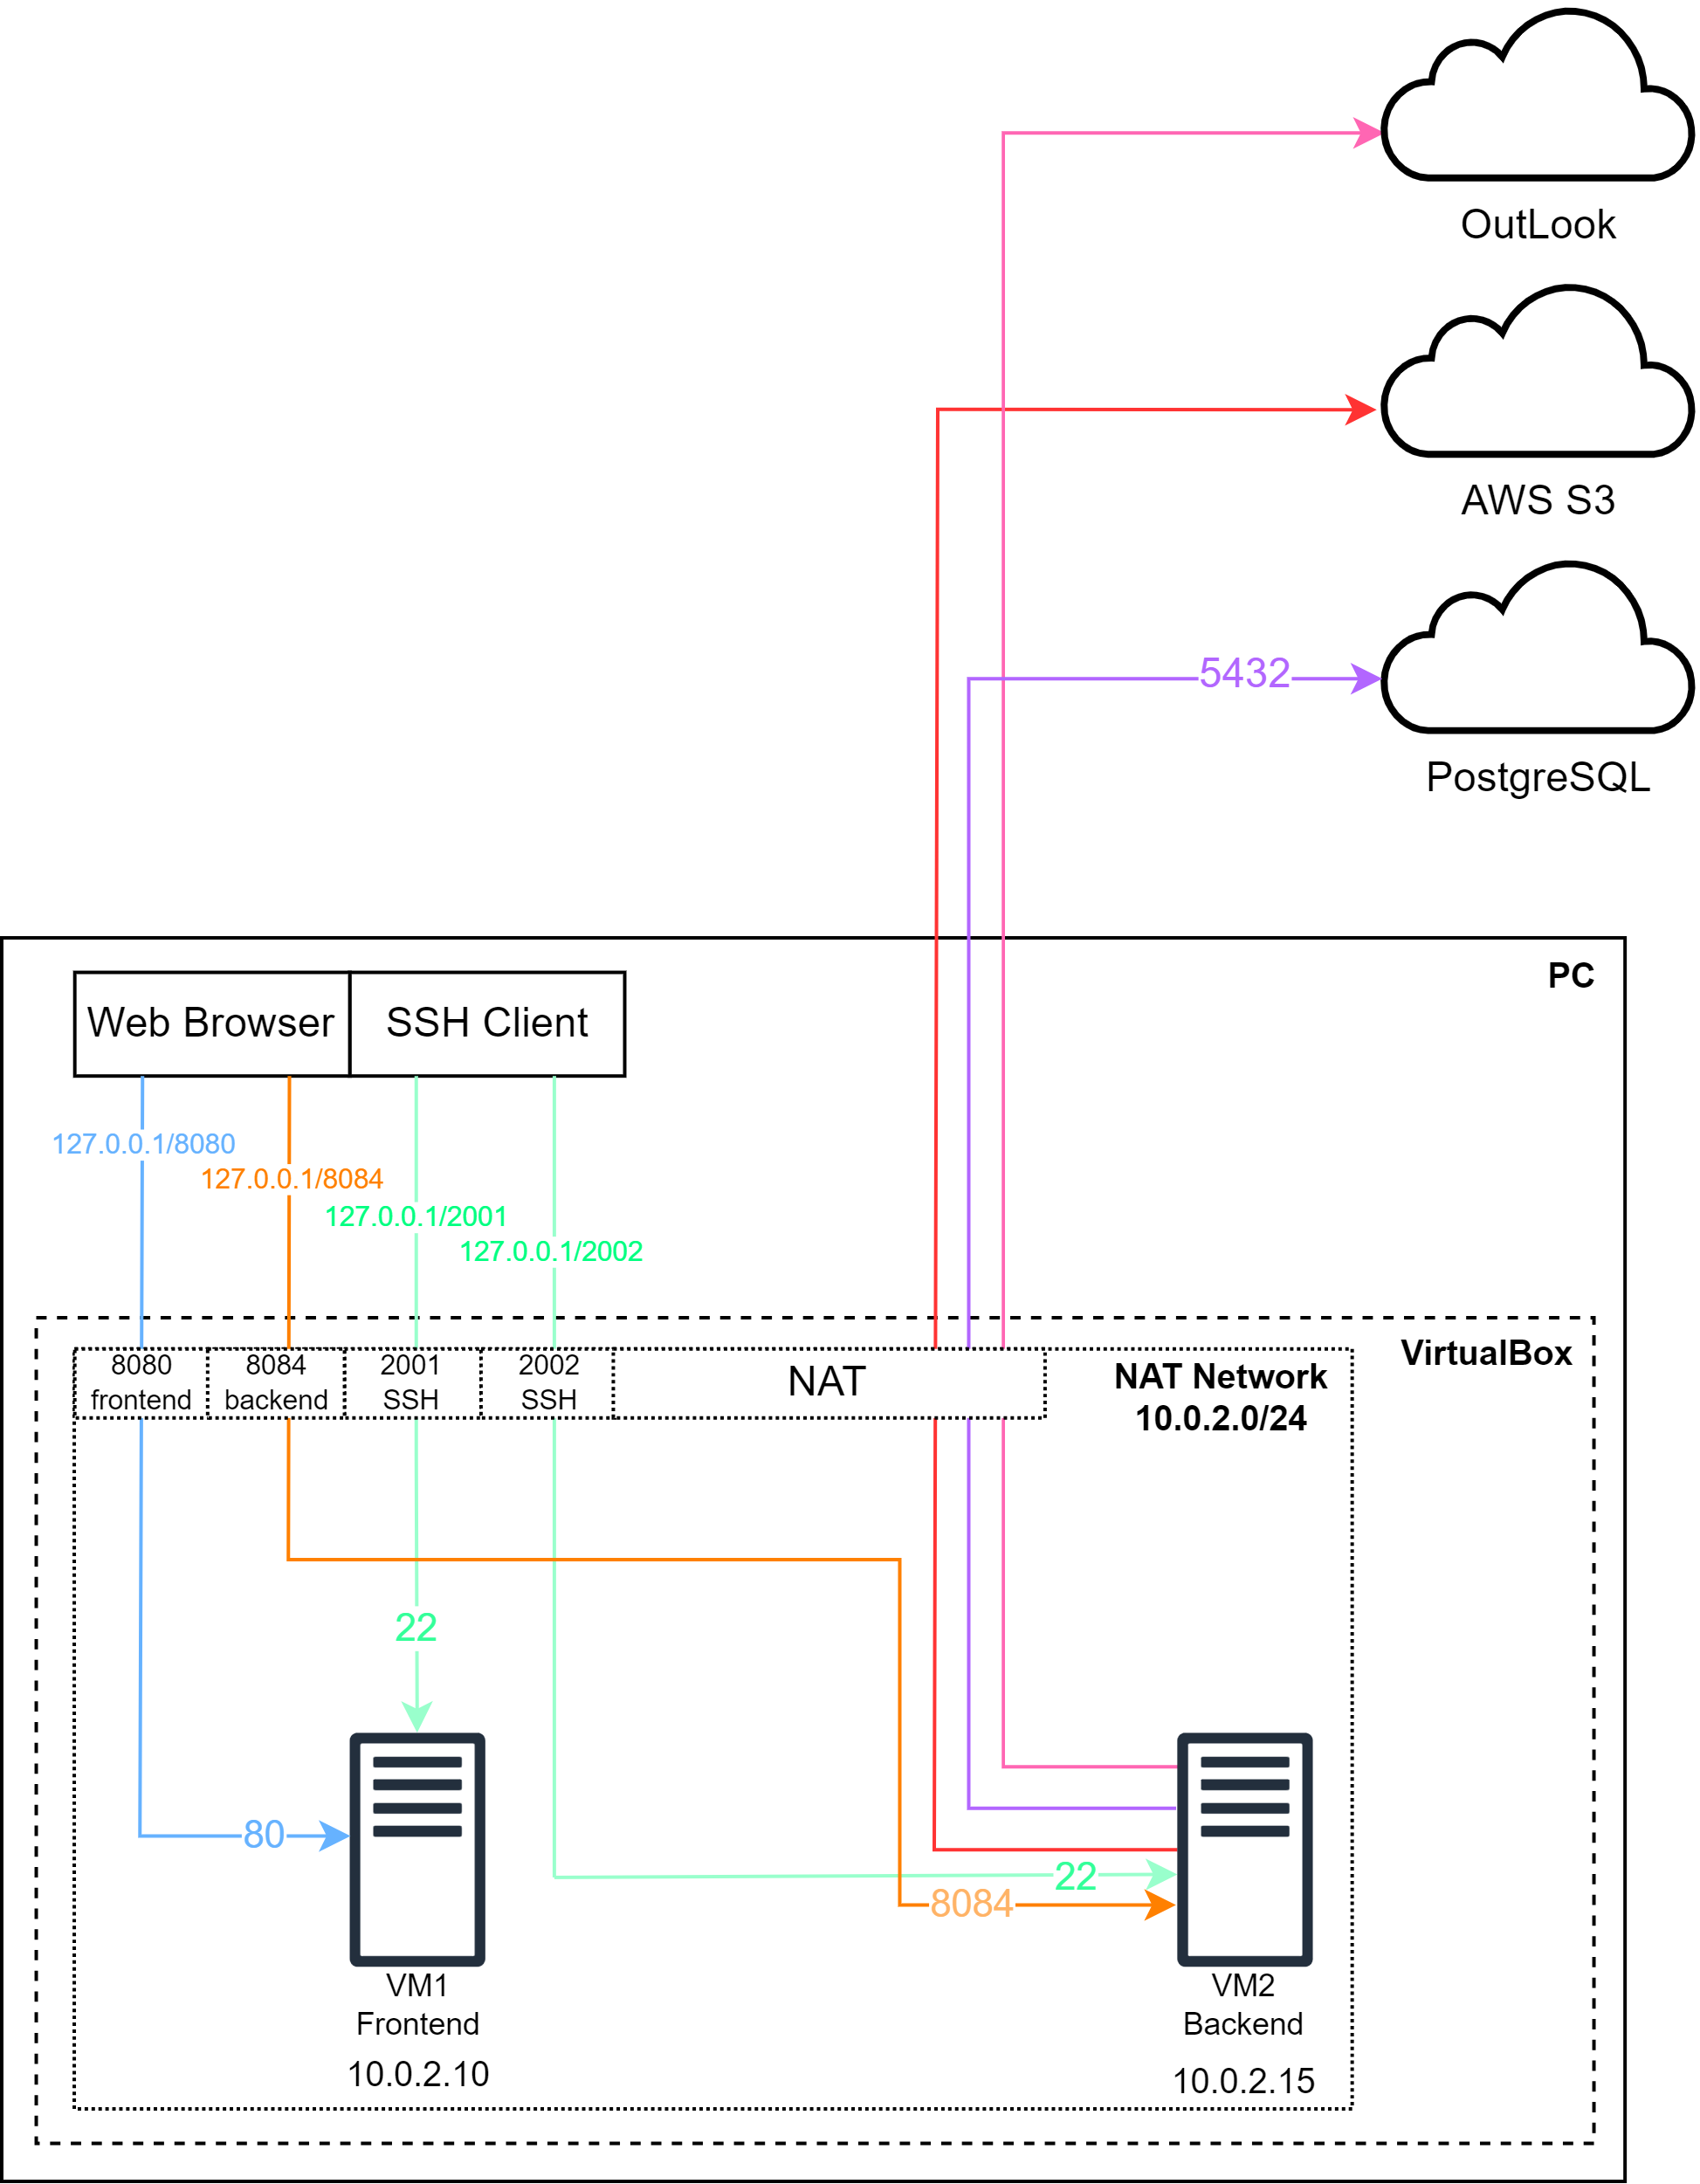 OutLook
AWS S3
5432
PostgreSQL
PC
Web Browser
SSH Client
127.0.0.1/8080
127.0.0.1/8084
127.0.0.1/2001
127.0.0.1/2002
VirtualBox
8080
frontend
8084
backend
2001
SSH
2002
SSH
NAT
NAT Network
10.0.2.0/24
22
80
22
8084
VM1
Frontend
10.0.2.10
VM2
Backend
10.0.2.15